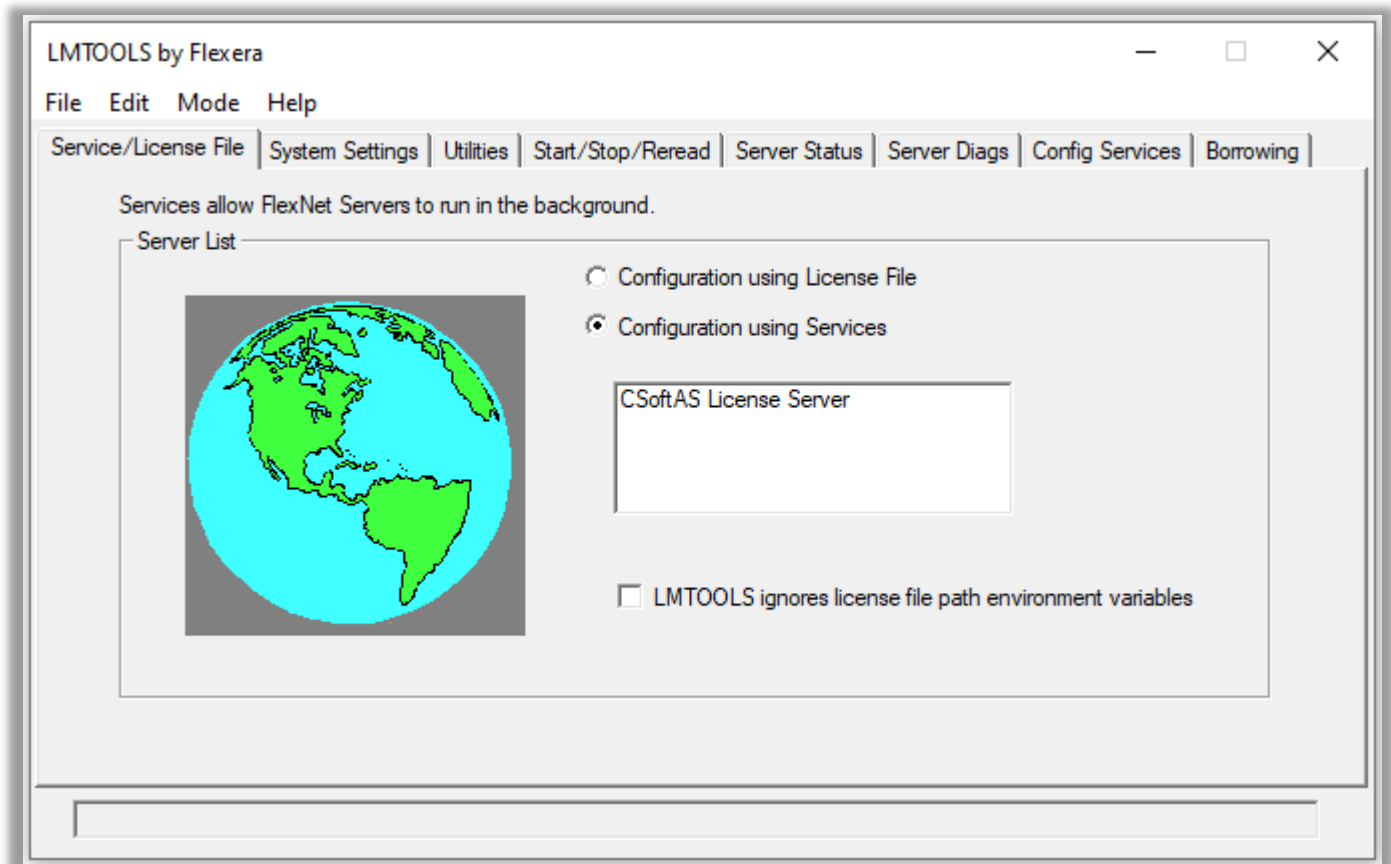 LMTOOLS by Flexera
File Edit Mode Help
Service/License File System Settings Utilities Start/Stop/Reread Server Status Server Diags Config Services Borrowing
Services allow FlexNet Servers to run in the background.
Server List
Configuration using License File
Configuration using Services
CSoftAS License Server
LMTOOLS ignores license file path environment variables